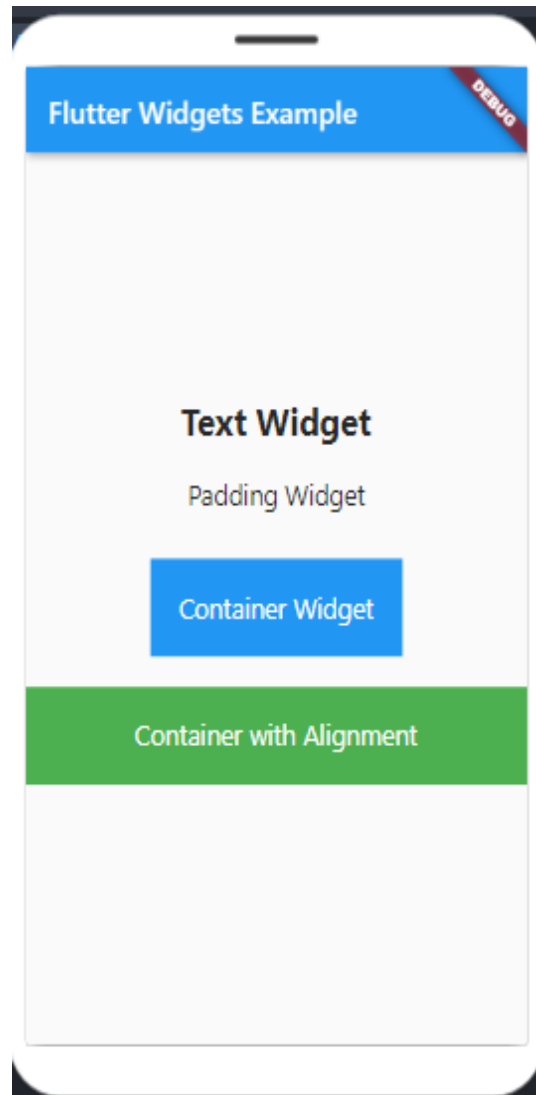 Flutter Widgets Example
DEBUG
Text Widget
Padding Widget
Container Widget
Container with Alignment